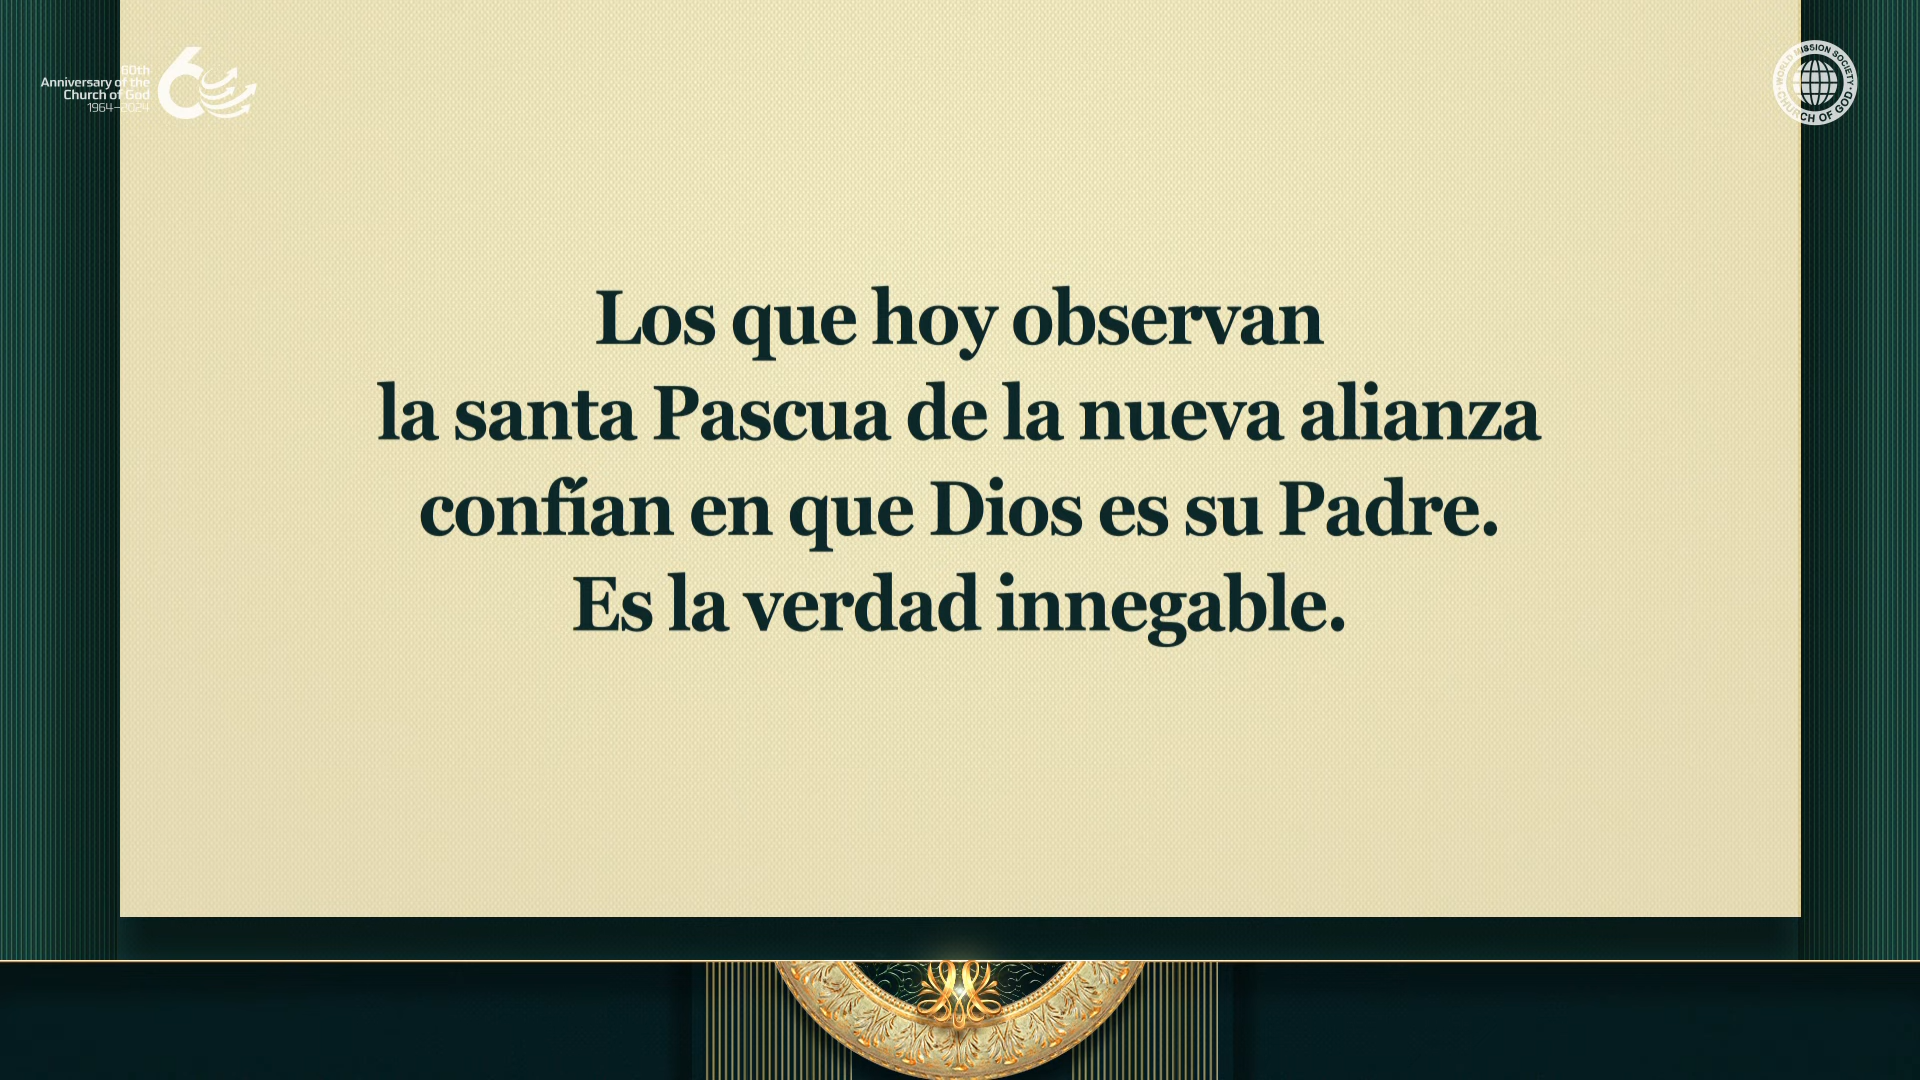 60th
Anniversary of the
Church of God
1964—2024
60
WORLD MISSION SOCIETY
CHURCH OF GOD
Los que hoy observan
la santa Pascua de la nueva alianza
confían en que Dios es su Padre.
Es la verdad innegable.